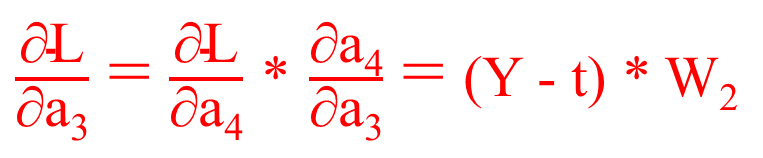 ∂L/∂a₃ = ∂L/∂a₄ * ∂a₄/∂a₃ = (Y - t) * W₂